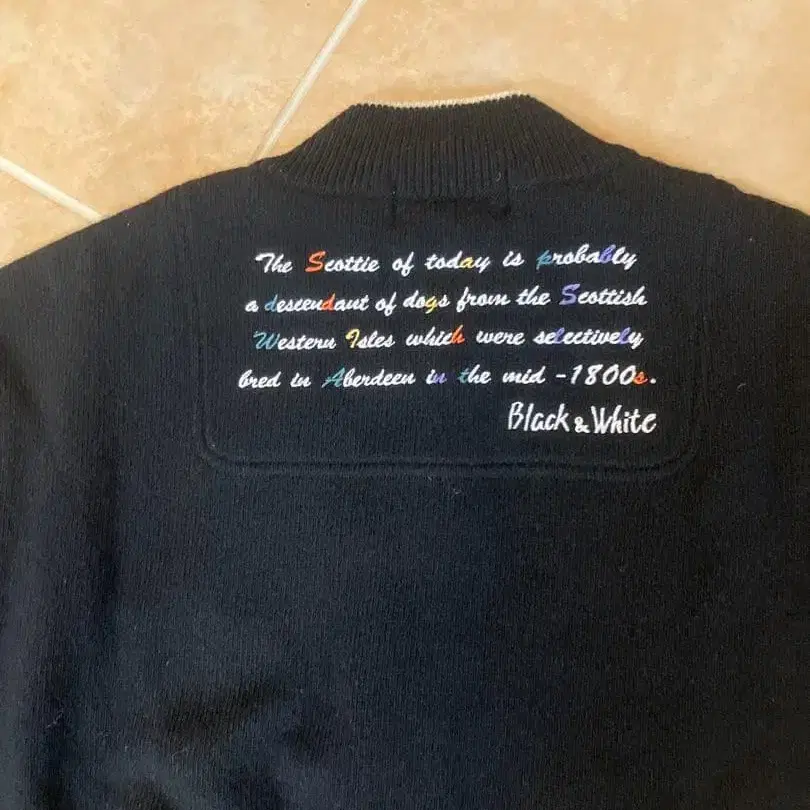 The Scottie of today is probably
a descendant of dogs from the Scottish
Western Isles which were selectively
bred in Aberdeen in the mid -1800s.
Black & White